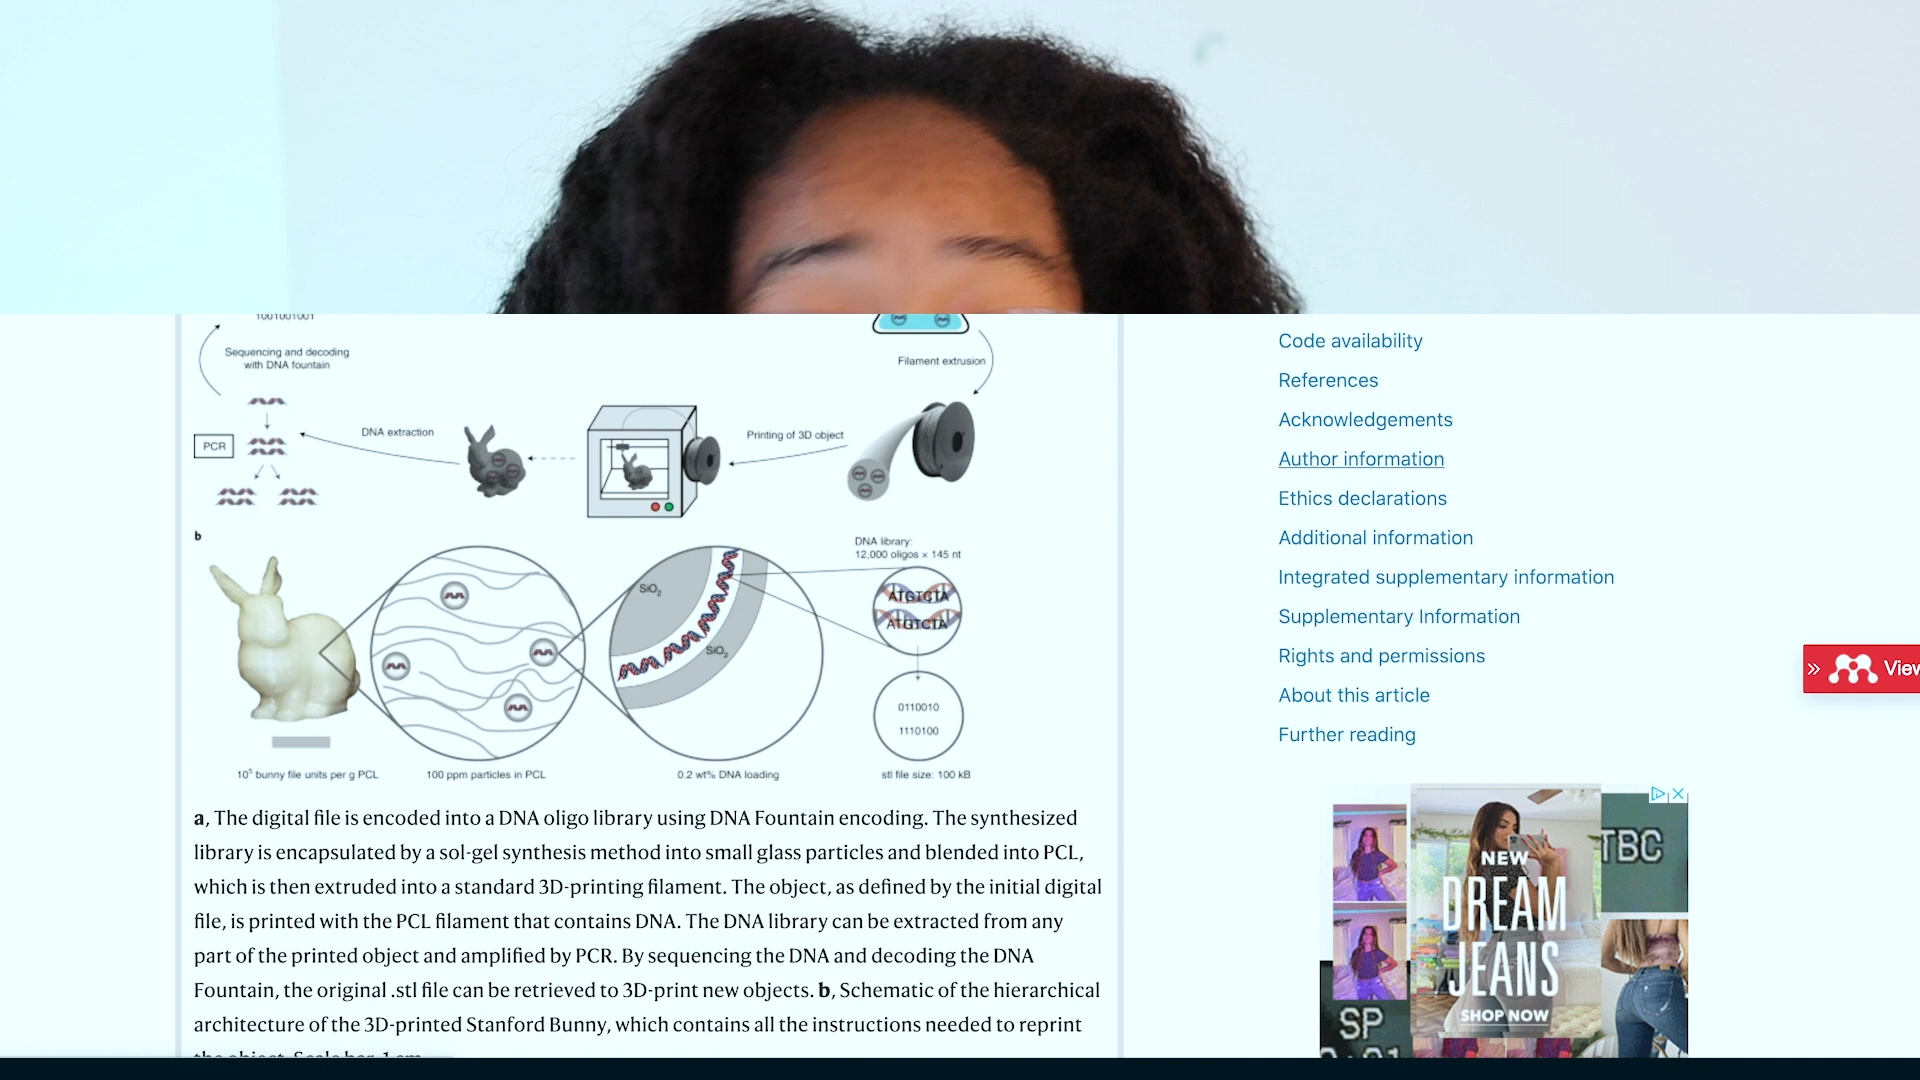 1001001001
Sequencing and decoding
with DNA fountain
Filament extrusion
PCR
DNA extraction
Printing of 3D object
b
DNA library:
12,000 oligos × 145 nt
SiO2
SiO2
ATGTCTA
ATGTCTA
0110010
1110100
10⁵ bunny file units per g PCL
100 ppm particles in PCL
0.2 wt% DNA loading
stl file size: 100 kB
a, The digital file is encoded into a DNA oligo library using DNA Fountain encoding. The synthesized
library is encapsulated by a sol-gel synthesis method into small glass particles and blended into PCL,
which is then extruded into a standard 3D-printing filament. The object, as defined by the initial digital
file, is printed with the PCL filament that contains DNA. The DNA library can be extracted from any
part of the printed object and amplified by PCR. By sequencing the DNA and decoding the DNA
Fountain, the original .stl file can be retrieved to 3D-print new objects. b, Schematic of the hierarchical
architecture of the 3D-printed Stanford Bunny, which contains all the instructions needed to reprint
the object. Scale bar, 1 cm.
Code availability
References
Acknowledgements
Author information
Ethics declarations
Additional information
Integrated supplementary information
Supplementary Information
Rights and permissions
About this article
Further reading
» View
TBC
NEW
DREAM
JEANS
SHOP NOW
SP